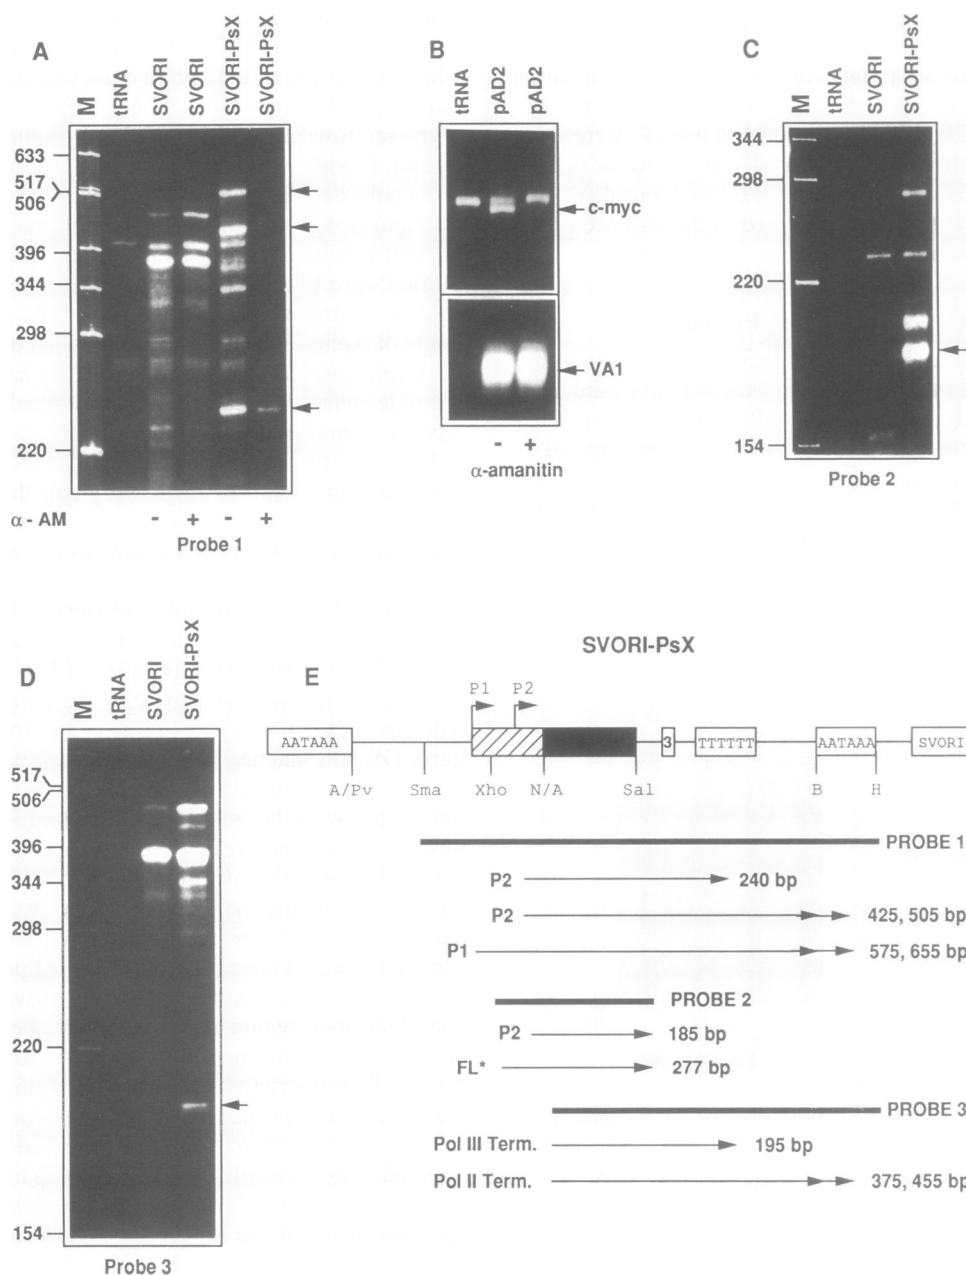 A
M
tRNA
SVORI
SVORI
SVORI-PsX
SVORI-PsX
633
517
506
396
344
298
220
α - AM
-
+
-
+
Probe 1
B
tRNA
pAD2
pAD2
c-myc
VA1
-
+
α-amanitin
C
M
tRNA
SVORI
SVORI-PsX
344
298
220
154
Probe 2
D
M
tRNA
SVORI
SVORI-PsX
517
506
396
344
298
220
154
Probe 3
E
SVORI-PsX
P1
P2
AATAAA
3
TTTTTT
AATAAA
SVORI
A/Pv
Sma
Xho
N/A
Sal
B
H
PROBE 1
P2
240 bp
P2
425, 505 bp
P1
575, 655 bp
PROBE 2
P2
185 bp
FL*
277 bp
PROBE 3
Pol III Term.
195 bp
Pol II Term.
375, 455 bp